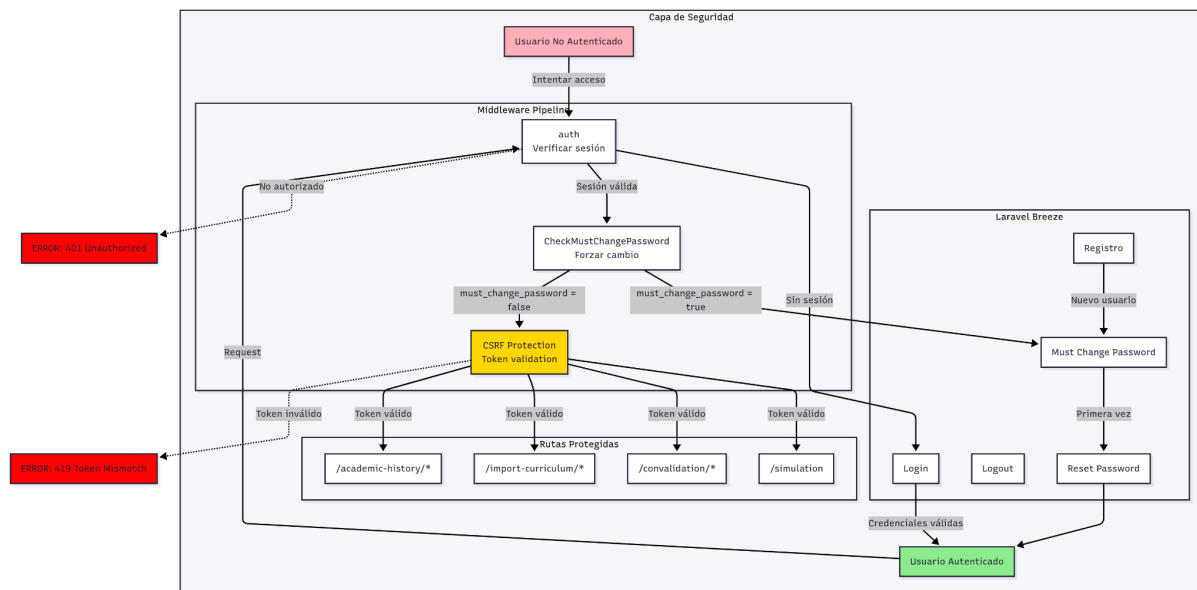 Capa de Seguridad
Usuario No Autenticado
Intentar acceso
Middleware Pipeline
auth
Verificar sesión
No autorizado
Sesión válida
Laravel Breeze
ERROR: 401 Unauthorized
CheckMustChangePassword
Forzar cambio
Registro
must_change_password =
false
must_change_password =
true
Sin sesión
Nuevo usuario
Request
CSRF Protection
Token validation
Must Change Password
Token inválido
Token válido
Token válido
Token válido
Token válido
Primera vez
Rutas Protegidas
ERROR: 419 Token Mismatch
/academic-history/*
/import-curriculum/*
/convalidation/*
/simulation
Login
Logout
Reset Password
Credenciales válidas
Usuario Autenticado